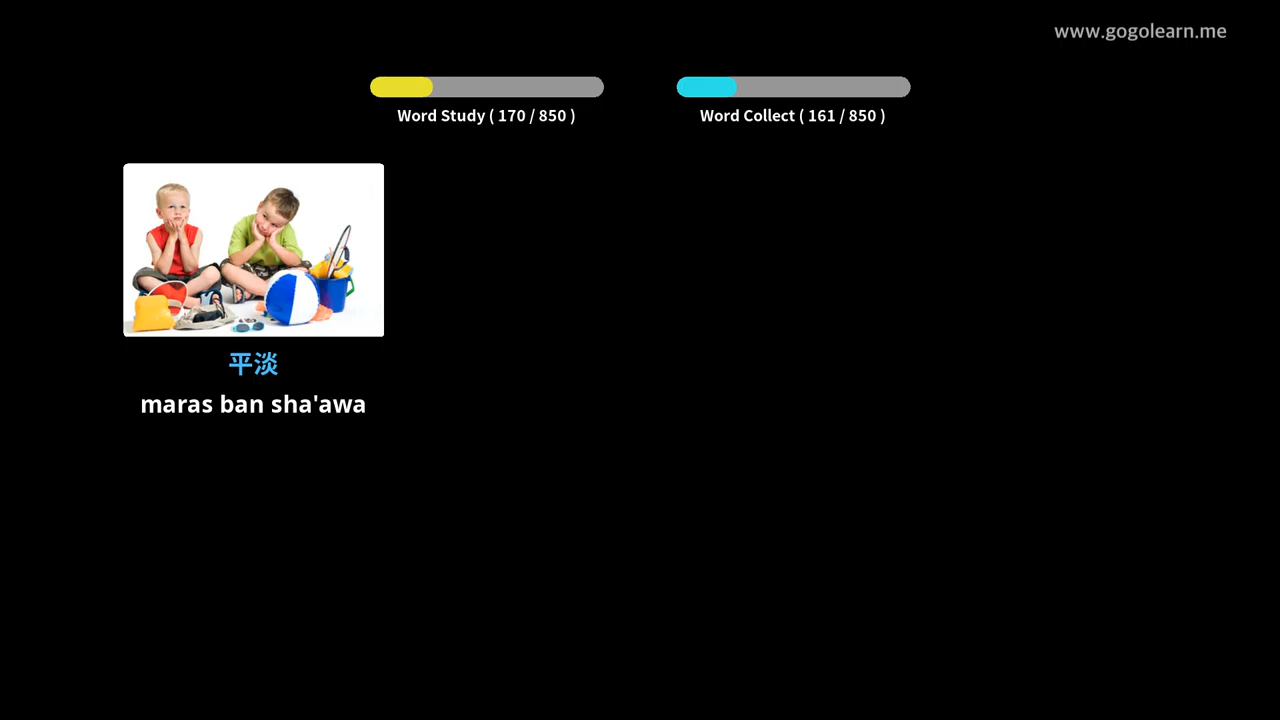 www.gogolearn.me
Word Study ( 170 / 850 )
Word Collect ( 161 / 850 )
平淡
maras ban sha'awa